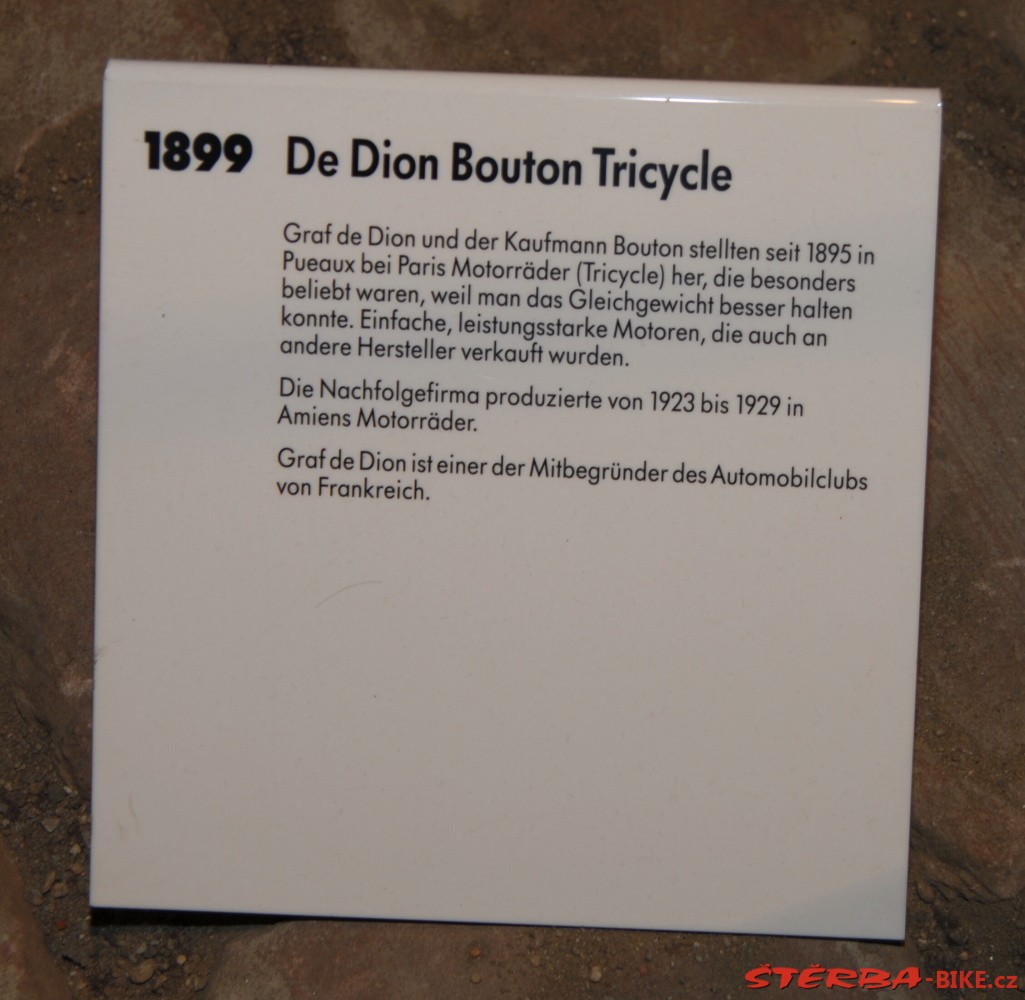 1899 De Dion Bouton Tricycle
Graf de Dion und der Kaufmann Bouton stellten seit 1895 in
Pueaux bei Paris Motorräder (Tricycle) her, die besonders
beliebt waren, weil man das Gleichgewicht besser halten
konnte. Einfache, leistungsstarke Motoren, die auch an
andere Hersteller verkauft wurden.
Die Nachfolgefirma produzierte von 1923 bis 1929 in
Amiens Motorräder.
Graf de Dion ist einer der Mitbegründer des Automobilclubs
von Frankreich.
ŠTĚRBA-BIKE.cz